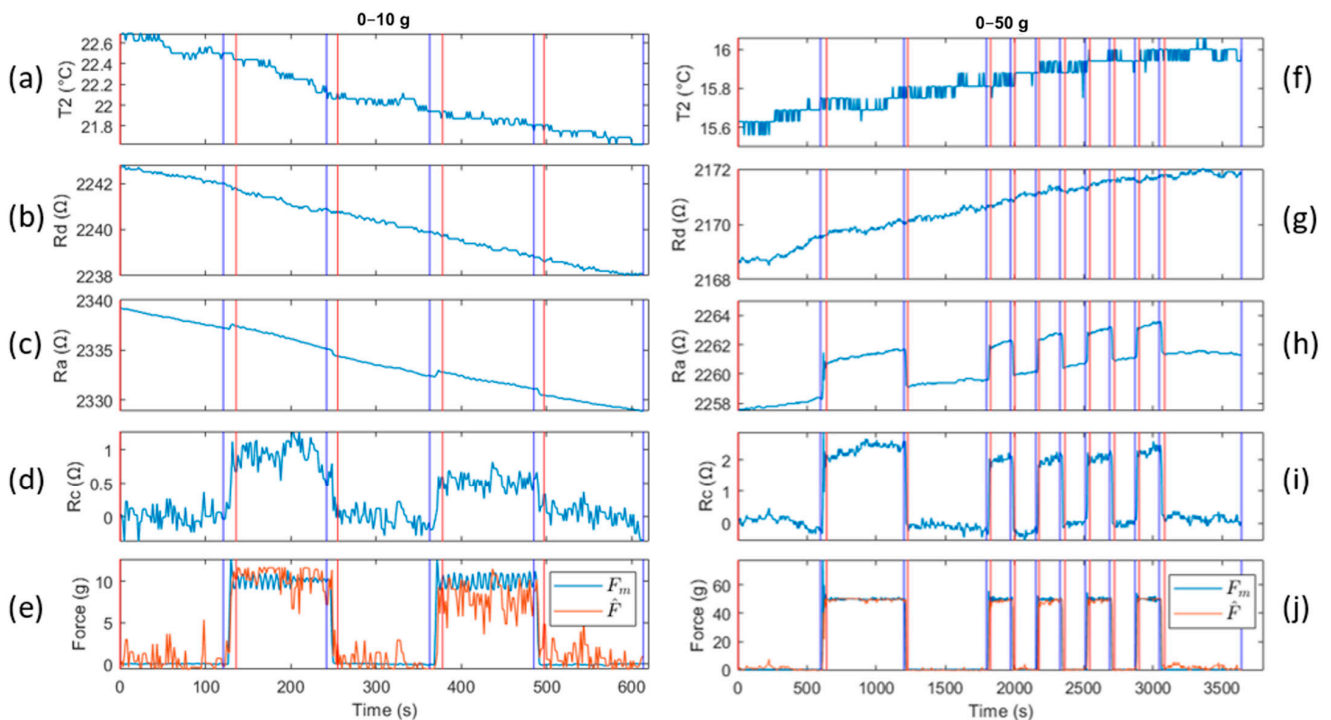 0–10 g
(a)
T2 (°C)
22.6
22.4
22.2
22
21.8
(b)
Rd (Ω)
2242
2240
2238
(c)
Ra (Ω)
2340
2335
2330
(d)
Rc (Ω)
1
0.5
0
(e)
Force (g)
10
5
0
F_m
F̂
0 100 200 300 400 500 600
Time (s)
0–50 g
(f)
T2 (°C)
16
15.8
15.6
(g)
Rd (Ω)
2172
2170
2168
(h)
Ra (Ω)
2264
2262
2260
2258
(i)
Rc (Ω)
2
0
(j)
Force (g)
60
40
20
0
F_m
F̂
0 500 1000 1500 2000 2500 3000 3500
Time (s)